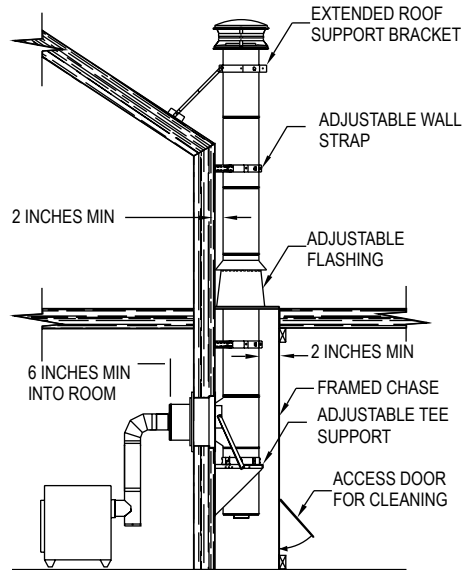 EXTENDED ROOF
SUPPORT BRACKET
ADJUSTABLE WALL
STRAP
2 INCHES MIN
ADJUSTABLE
FLASHING
2 INCHES MIN
6 INCHES MIN
INTO ROOM
FRAMED CHASE
ADJUSTABLE TEE
SUPPORT
ACCESS DOOR
FOR CLEANING